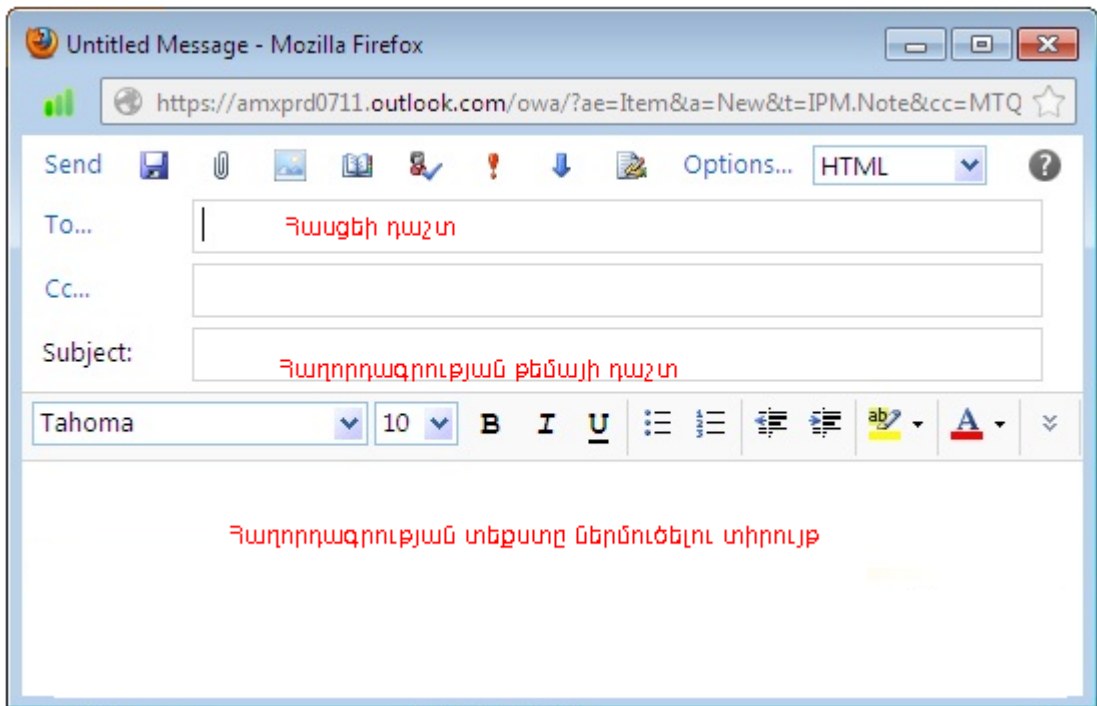 Untitled Message - Mozilla Firefox
https://amxprd0711.outlook.com/owa/?ae=Item&a=New&t=IPM.Note&cc=MTQ
Send Options... HTML ?
To... Հասցեի դաշտ
Cc...
Subject: Հաղորդագրության թեմայի դաշտ
Tahoma 10 B I U ab A
Հաղորդագրության տեքստը ներմուծելու տիրույթ